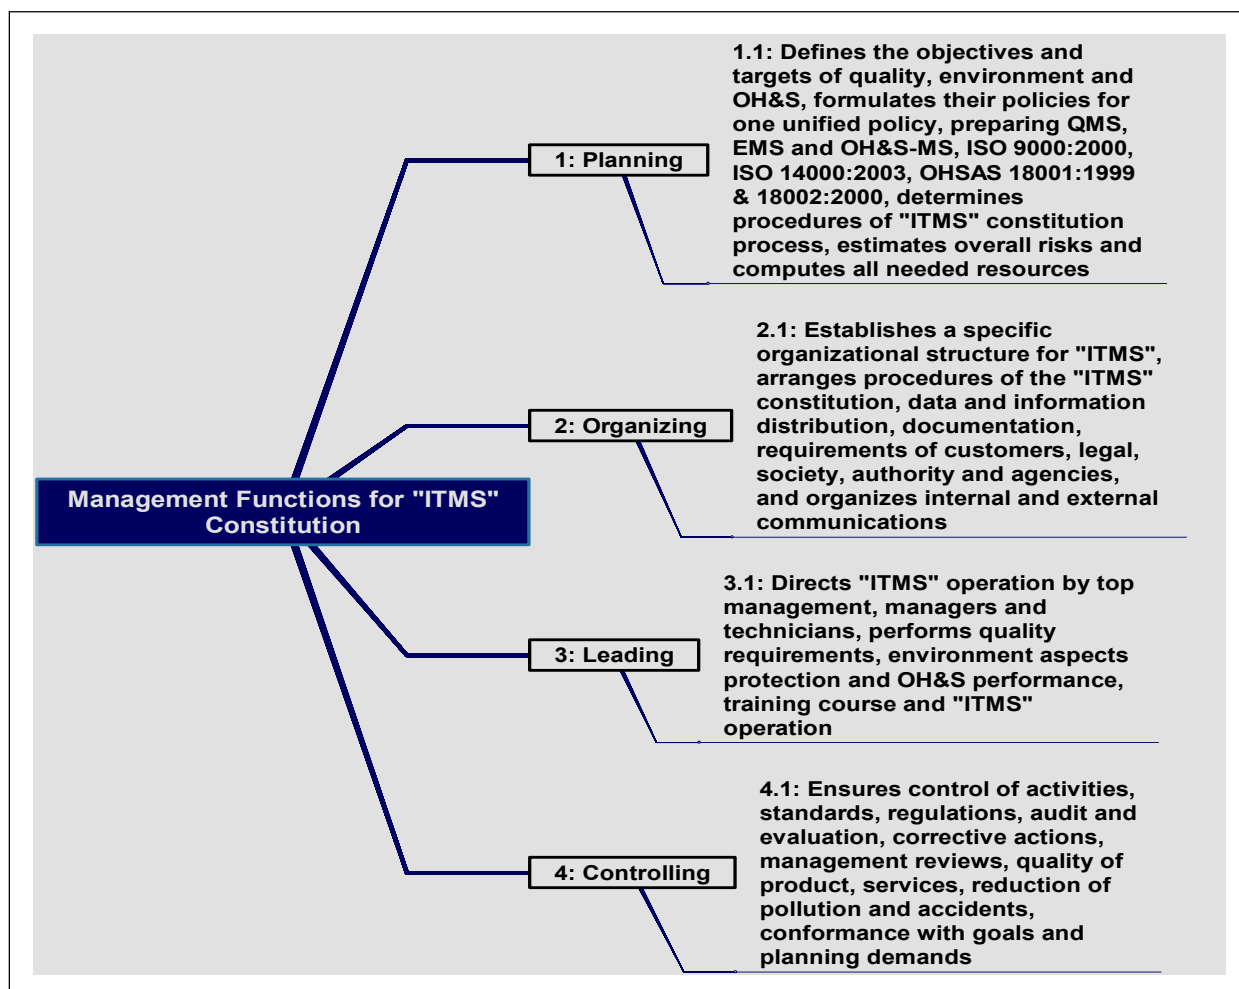 Management Functions for "ITMS"
Constitution
1: Planning
1.1: Defines the objectives and
targets of quality, environment and
OH&S, formulates their policies for
one unified policy, preparing QMS,
EMS and OH&S-MS, ISO 9000:2000,
ISO 14000:2003, OHSAS 18001:1999
& 18002:2000, determines
procedures of "ITMS" constitution
process, estimates overall risks and
computes all needed resources
2: Organizing
2.1: Establishes a specific
organizational structure for "ITMS",
arranges procedures of the "ITMS"
constitution, data and information
distribution, documentation,
requirements of customers, legal,
society, authority and agencies,
and organizes internal and external
communications
3: Leading
3.1: Directs "ITMS" operation by top
management, managers and
technicians, performs quality
requirements, environment aspects
protection and OH&S performance,
training course and "ITMS"
operation
4: Controlling
4.1: Ensures control of activities,
standards, regulations, audit and
evaluation, corrective actions,
management reviews, quality of
product, services, reduction of
pollution and accidents,
conformance with goals and
planning demands